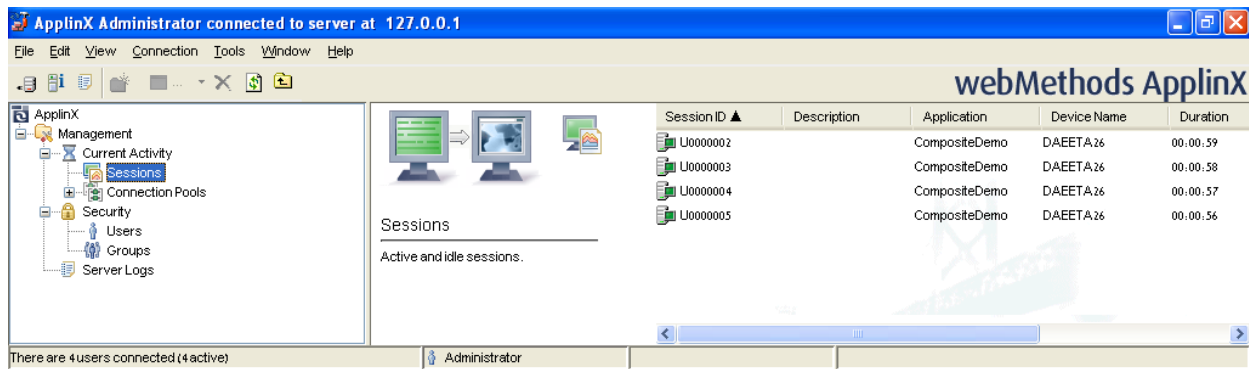 ApplinX Administrator connected to server at 127.0.0.1
File Edit View Connection Tools Window Help
webMethods ApplinX
ApplinX
Management
Current Activity
Sessions
Connection Pools
Security
Users
Groups
Server Logs
Sessions
Active and idle sessions.
Session ID Description Application Device Name Duration
U0000002 CompositeDemo DAEETA26 00:00:59
U0000003 CompositeDemo DAEETA26 00:00:58
U0000004 CompositeDemo DAEETA26 00:00:57
U0000005 CompositeDemo DAEETA26 00:00:56
There are 4 users connected (4 active) Administrator